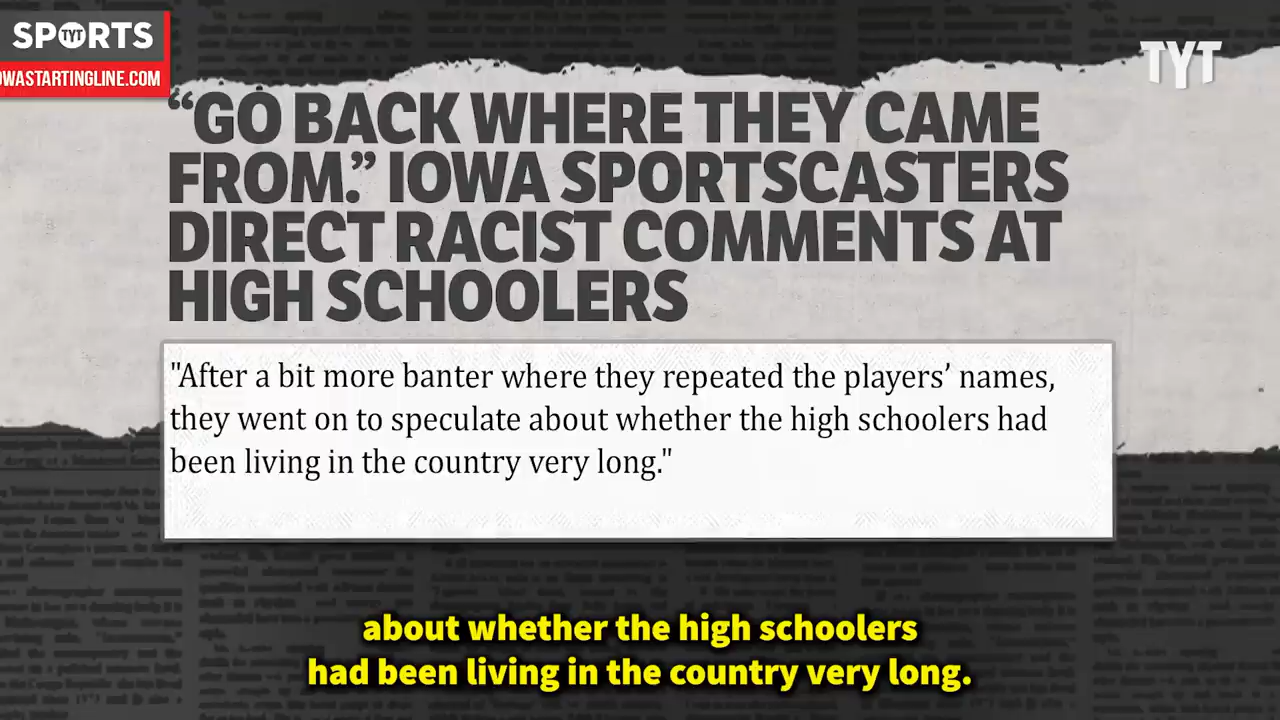 SPORTS
TYT
OWASTARTINGLINE.COM
TYT
“GO BACK WHERE THEY CAME
FROM.” IOWA SPORTSCASTERS
DIRECT RACIST COMMENTS AT
HIGH SCHOOLERS
"After a bit more banter where they repeated the players’ names,
they went on to speculate about whether the high schoolers had
been living in the country very long."
about whether the high schoolers
had been living in the country very long.